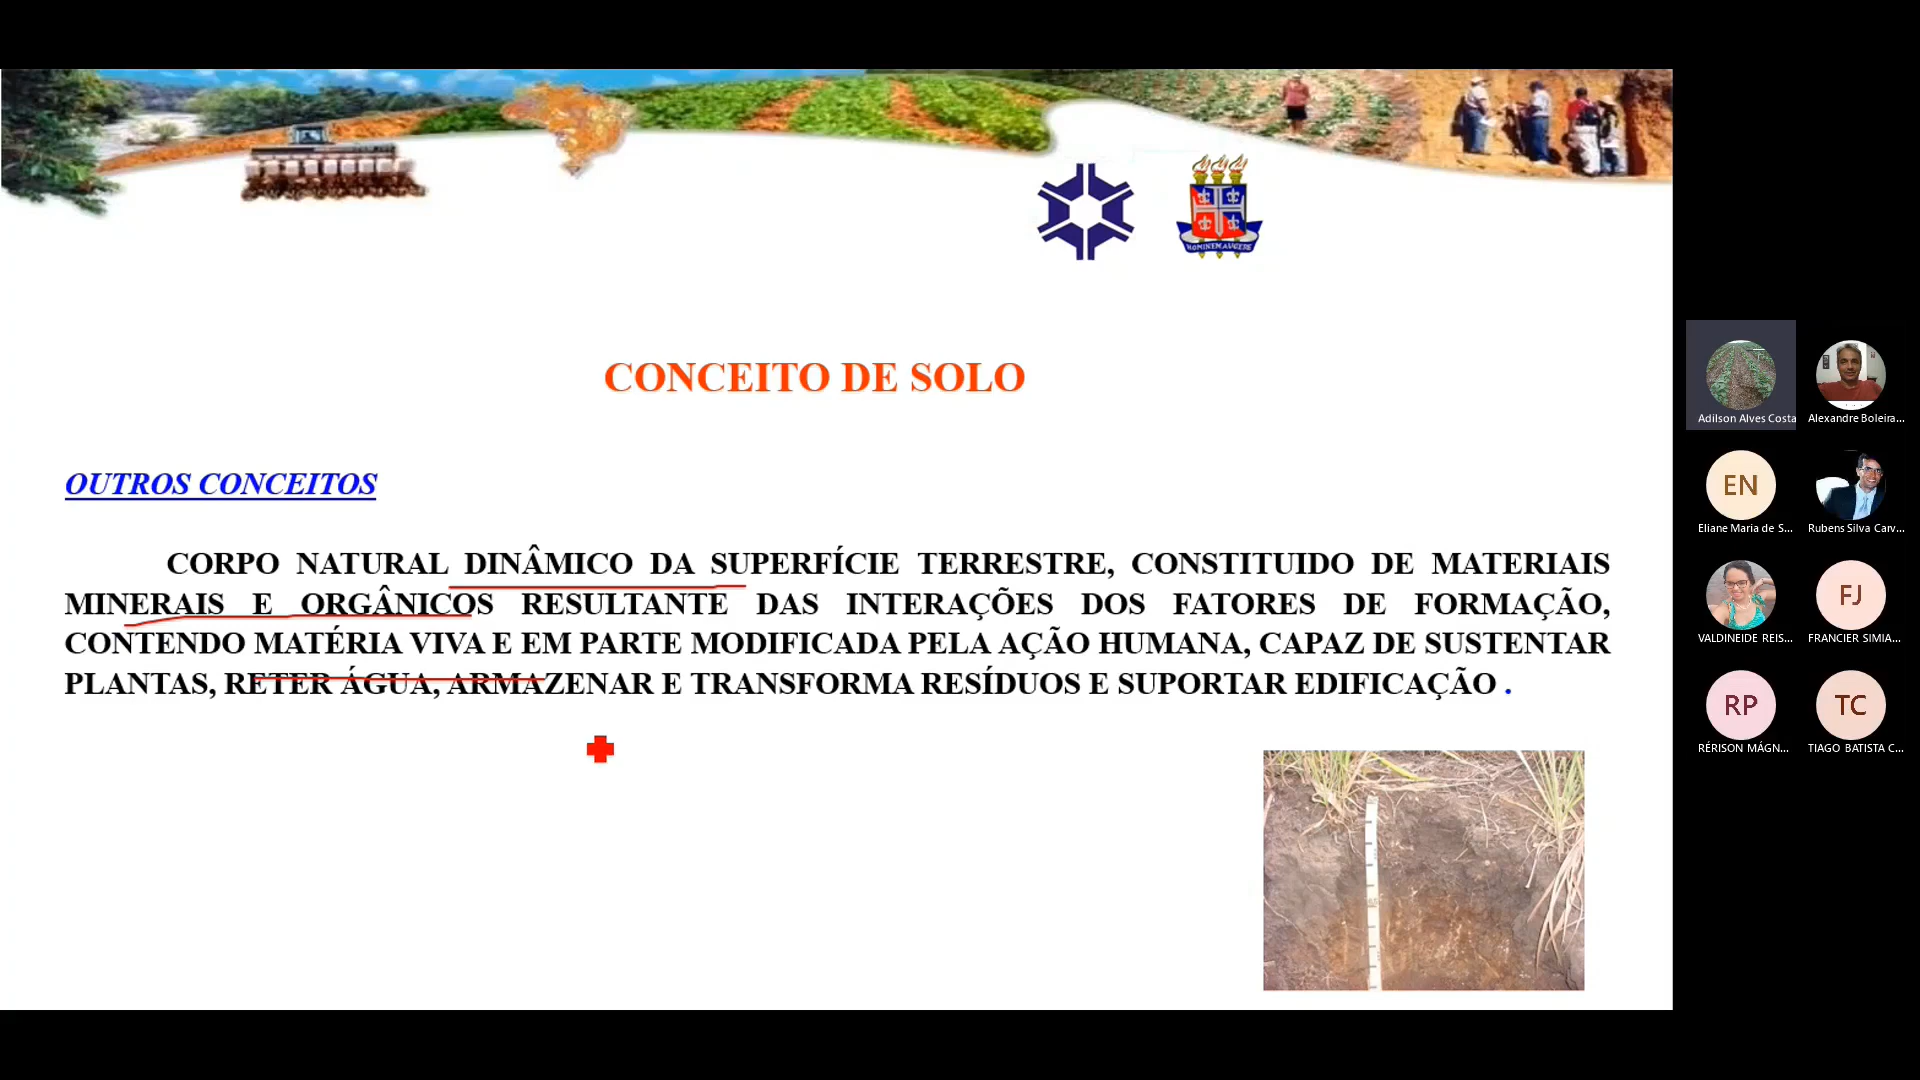 HOMINEM AUGERE
CONCEITO DE SOLO
OUTROS CONCEITOS
CORPO NATURAL DINÂMICO DA SUPERFÍCIE TERRESTRE, CONSTITUIDO DE MATERIAIS
MINERAIS E ORGÂNICOS RESULTANTE DAS INTERAÇÕES DOS FATORES DE FORMAÇÃO,
CONTENDO MATÉRIA VIVA E EM PARTE MODIFICADA PELA AÇÃO HUMANA, CAPAZ DE SUSTENTAR
PLANTAS, RETER ÁGUA, ARMAZENAR E TRANSFORMA RESÍDUOS E SUPORTAR EDIFICAÇÃO .
Adilson Alves Costa
Alexandre Boleira...
EN
Eliane Maria de S...
Rubens Silva Carv...
VALDINEIDE REIS...
FJ
FRANCIER SIMIA...
RP
RÉRISON MÁGN...
TC
TIAGO BATISTA C...